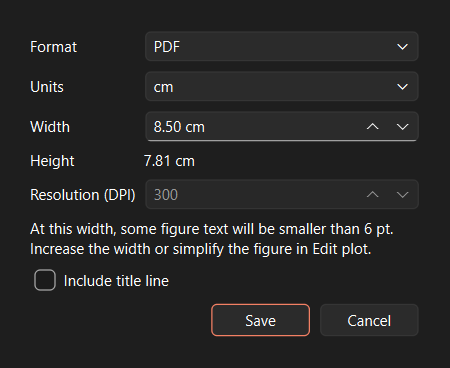 Format PDF
Units cm
Width 8.50 cm
Height 7.81 cm
Resolution (DPI) 300
At this width, some figure text will be smaller than 6 pt.
Increase the width or simplify the figure in Edit plot.
Include title line
Save Cancel